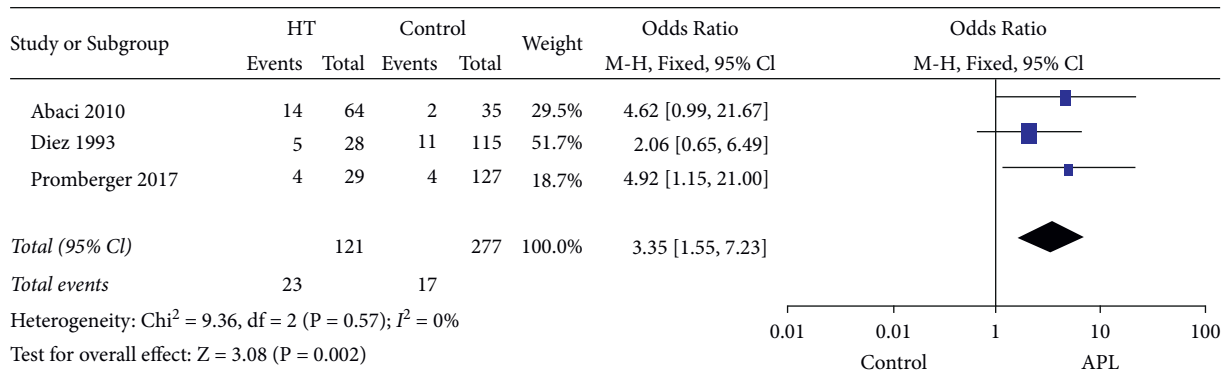 Study or Subgroup HT Control Weight Odds Ratio Odds Ratio
Events Total Events Total M-H, Fixed, 95% Cl M-H, Fixed, 95% Cl
Abaci 2010 14 64 2 35 29.5% 4.62 [0.99, 21.67]
Diez 1993 5 28 11 115 51.7% 2.06 [0.65, 6.49]
Promberger 2017 4 29 4 127 18.7% 4.92 [1.15, 21.00]
Total (95% Cl) 121 277 100.0% 3.35 [1.55, 7.23]
Total events 23 17
Heterogeneity: Chi² = 9.36, df = 2 (P = 0.57); I² = 0%
Test for overall effect: Z = 3.08 (P = 0.002)
0.01 0.01 1 10 100
Control APL